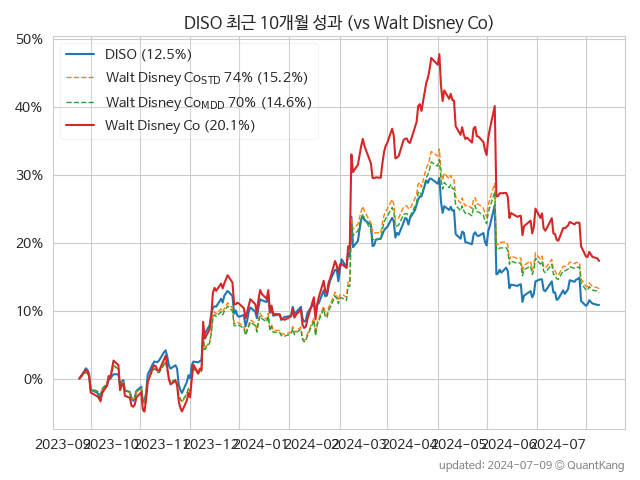 DISO 최근 10개월 성과 (vs Walt Disney Co)
DISO (12.5%)
Walt Disney CoSTD 74% (15.2%)
Walt Disney CoMDD 70% (14.6%)
Walt Disney Co (20.1%)
50%
40%
30%
20%
10%
0%
2023-09 2023-10 2023-11 2023-12 2024-01 2024-02 2024-03 2024-04 2024-05 2024-06 2024-07
updated: 2024-07-09 © QuantKang